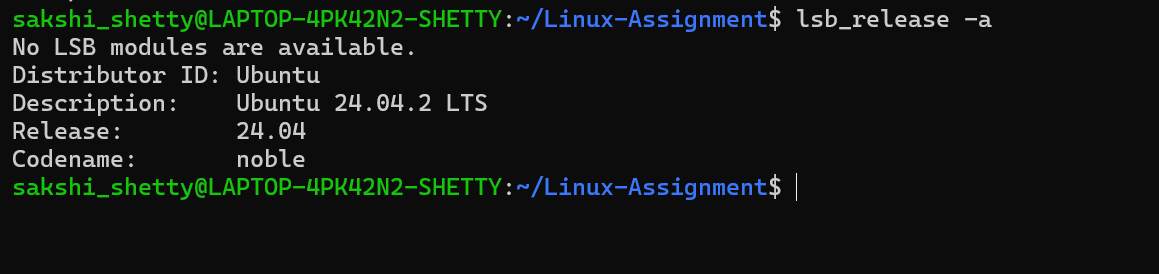 sakshi_shetty@LAPTOP-4PK42N2-SHETTY:~/Linux-Assignment$ lsb_release -a
No LSB modules are available.
Distributor ID: Ubuntu
Description:    Ubuntu 24.04.2 LTS
Release:        24.04
Codename:       noble
sakshi_shetty@LAPTOP-4PK42N2-SHETTY:~/Linux-Assignment$